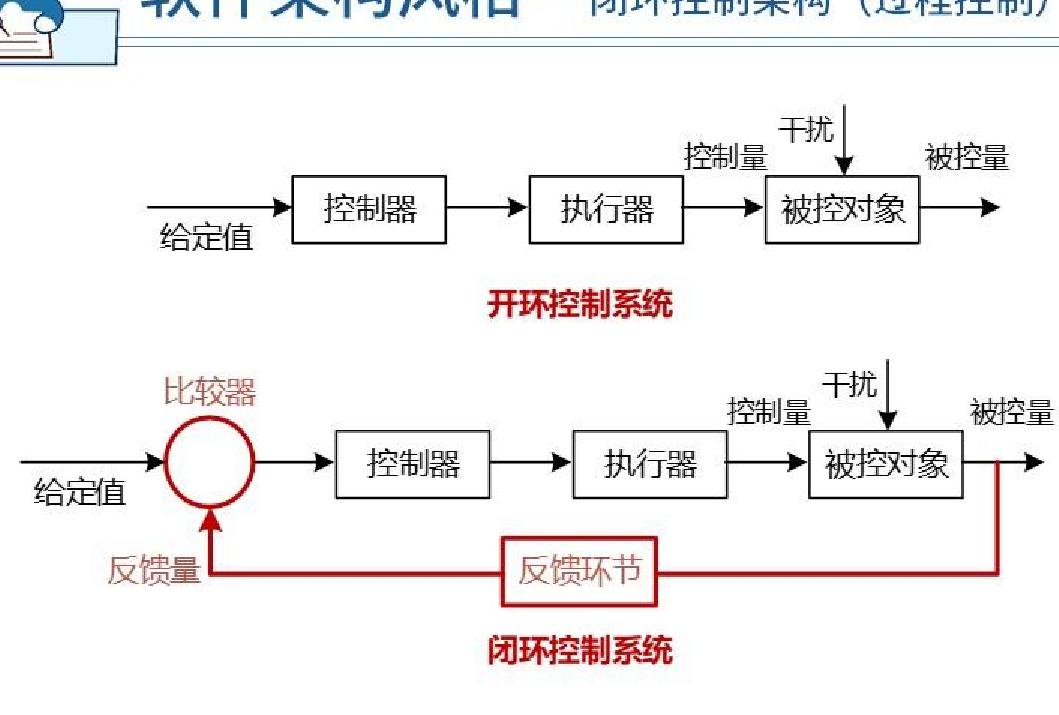 软件架构风格 闭环控制架构（过程控制）
干扰
控制量
被控量
控制器
执行器
被控对象
给定值
开环控制系统
比较器
干扰
控制量
被控量
控制器
执行器
被控对象
给定值
反馈量
反馈环节
闭环控制系统